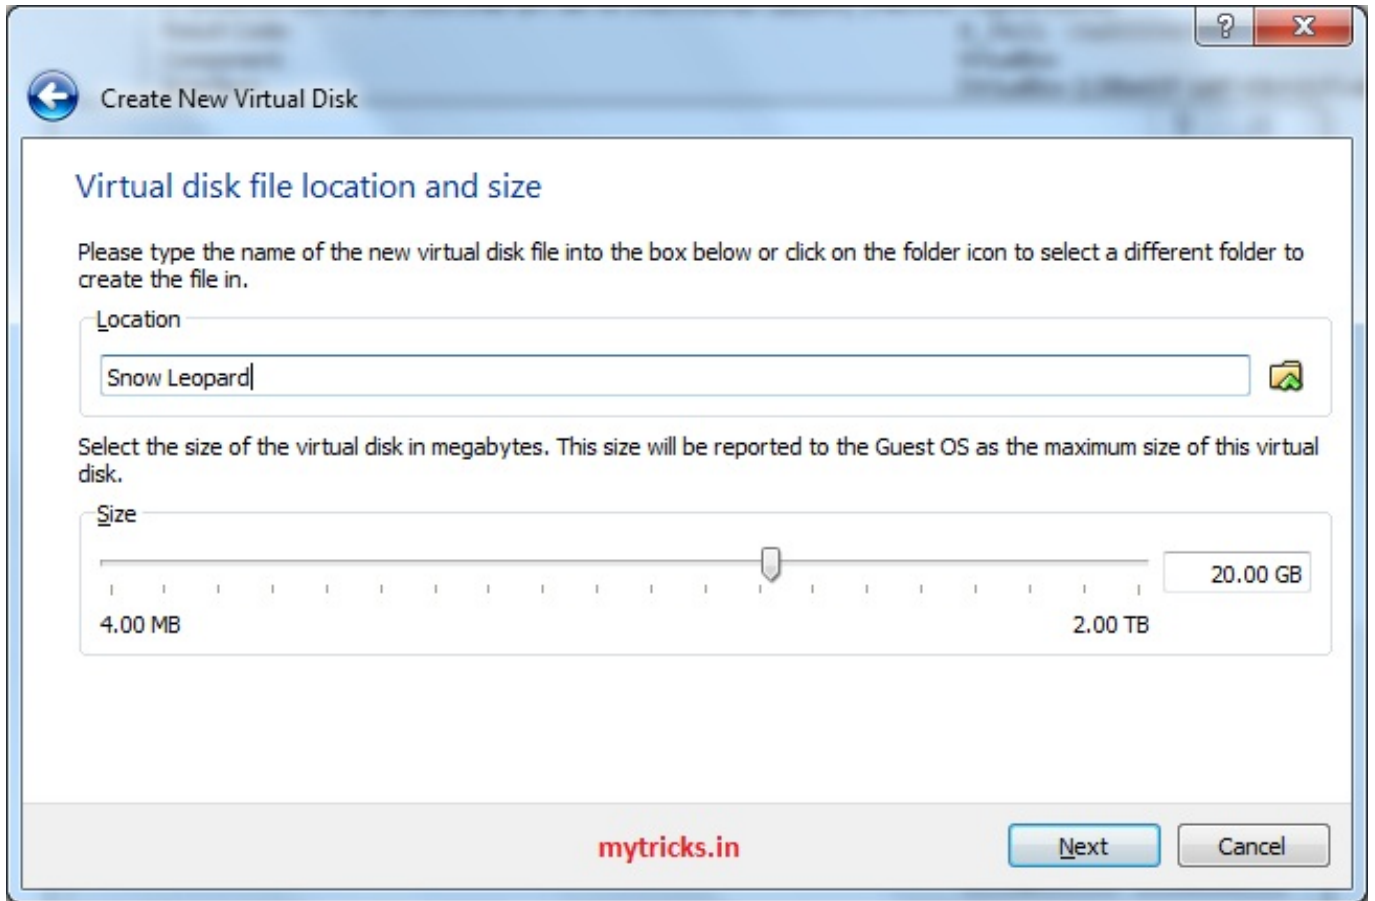 Create New Virtual Disk
Virtual disk file location and size
Please type the name of the new virtual disk file into the box below or click on the folder icon to select a different folder to
create the file in.
Location
Snow Leopard
Select the size of the virtual disk in megabytes. This size will be reported to the Guest OS as the maximum size of this virtual
disk.
Size
20.00 GB
4.00 MB 2.00 TB
mytricks.in Next Cancel